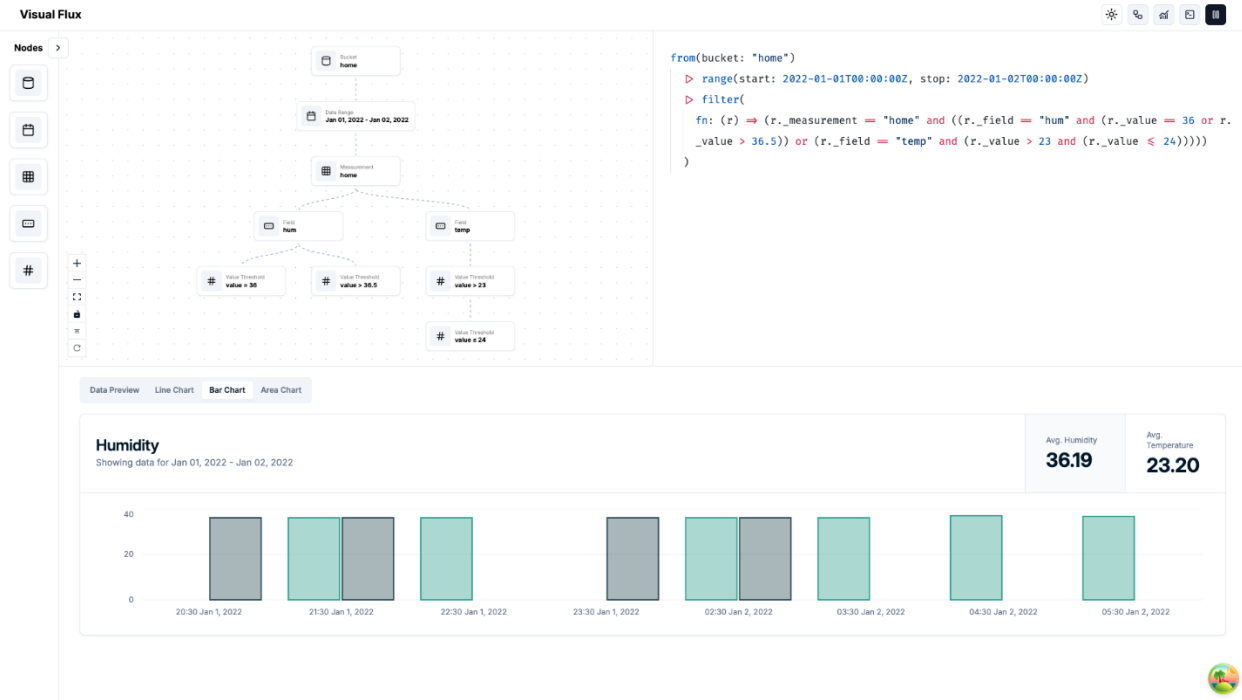 Visual Flux
Nodes
Bucket
home
Date Range
Jan 01, 2022 - Jan 02, 2022
Measurement
home
Field
hum
Field
temp
Value Threshold
value = 36
Value Threshold
value > 36.5
Value Threshold
value > 23
Value Threshold
value ≤ 24
from(bucket: "home")
▷ range(start: 2022-01-01T00:00:00Z, stop: 2022-01-02T00:00:00Z)
▷ filter(
fn: (r) => (r._measurement == "home" and ((r._field == "hum" and (r._value == 36 or r.
_value > 36.5)) or (r._field == "temp" and (r._value > 23 and (r._value <= 24)))))
)
Data Preview Line Chart Bar Chart Area Chart
Humidity
Showing data for Jan 01, 2022 - Jan 02, 2022
Avg. Humidity
36.19
Avg.
Temperature
23.20
40
20
0
20:30 Jan 1, 2022 21:30 Jan 1, 2022 22:30 Jan 1, 2022 23:30 Jan 1, 2022 02:30 Jan 2, 2022 03:30 Jan 2, 2022 04:30 Jan 2, 2022 05:30 Jan 2, 2022